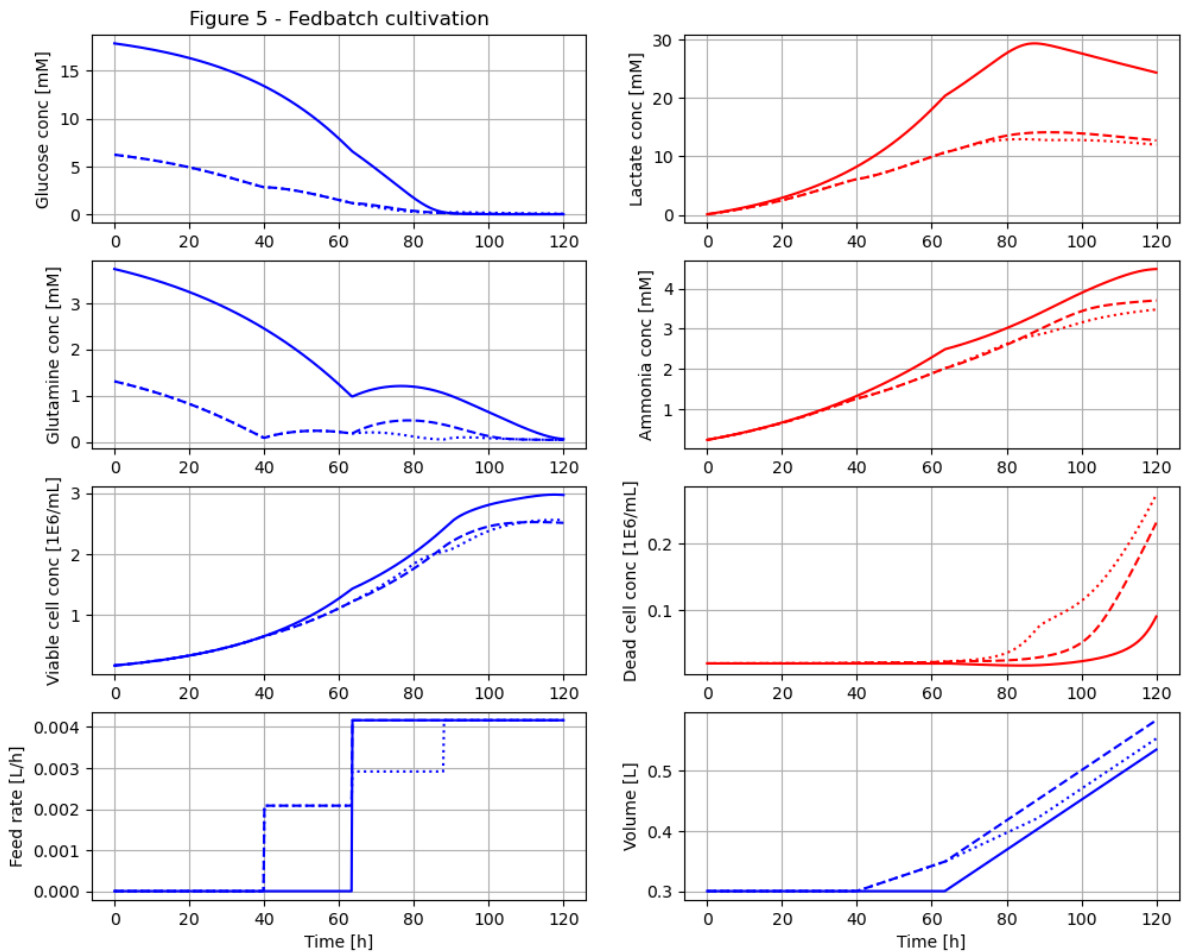 Figure 5 - Fedbatch cultivation
Glucose conc [mM]
15
10
5
0
0 20 40 60 80 100 120
Lactate conc [mM]
30
20
10
0
0 20 40 60 80 100 120
Glutamine conc [mM]
3
2
1
0
0 20 40 60 80 100 120
Ammonia conc [mM]
4
3
2
1
0 20 40 60 80 100 120
Viable cell conc [1E6/mL]
3
2
1
0 20 40 60 80 100 120
Dead cell conc [1E6/mL]
0.2
0.1
0 20 40 60 80 100 120
Feed rate [L/h]
0.004
0.003
0.002
0.001
0.000
0 20 40 60 80 100 120
Time [h]
Volume [L]
0.5
0.4
0.3
0 20 40 60 80 100 120
Time [h]